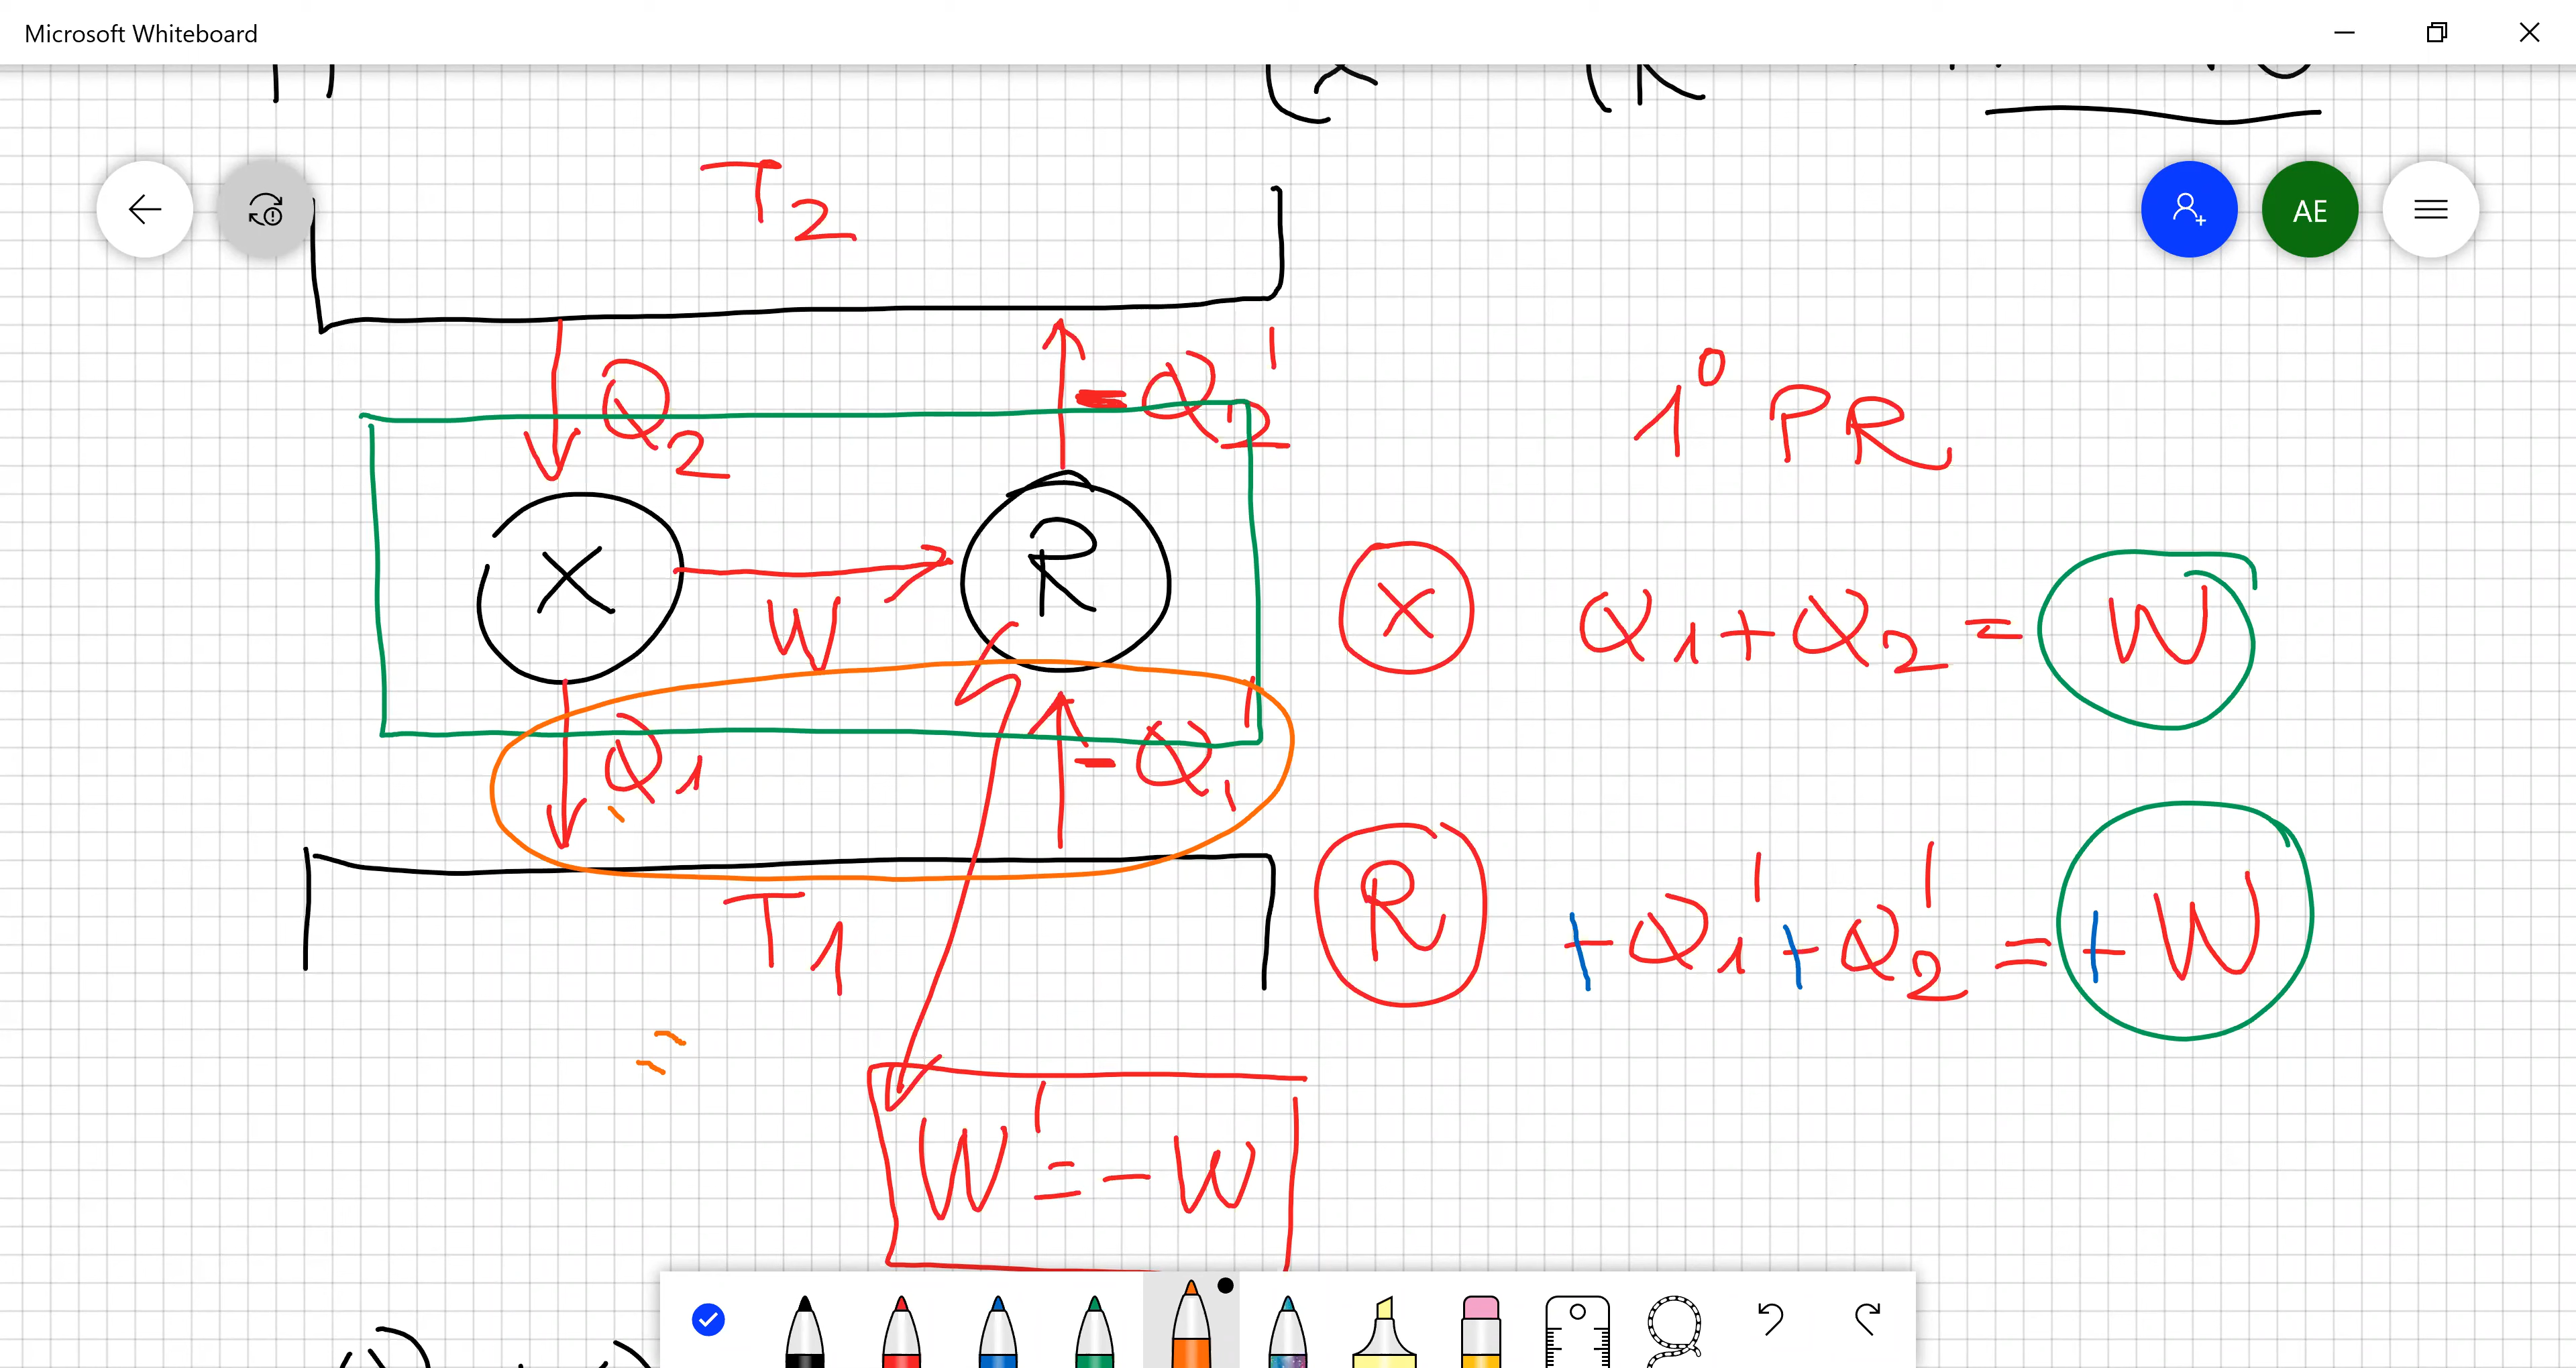 Microsoft Whiteboard
T2
AE
Q2
= Q2'
1° PR
X
W
R
X
Q1 + Q2 = W
Q1
- Q1'
T1
R
+ Q1' + Q2' = + W
W' = - W